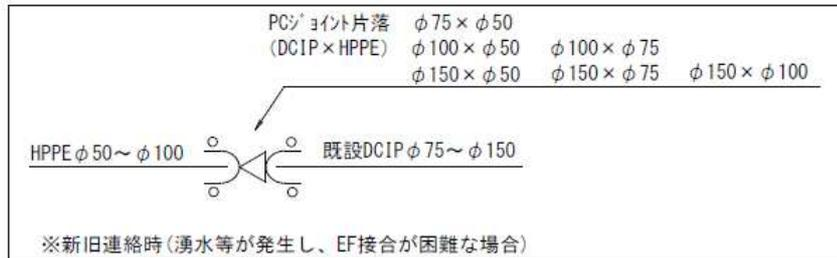 PCジョイント片落 φ75×φ50
(DCIP×HPPE) φ100×φ50 φ100×φ75
φ150×φ50 φ150×φ75 φ150×φ100
HPPEφ50～φ100 既設DCIPφ75～φ150
※新旧連絡時(湧水等が発生し、EF接合が困難な場合)